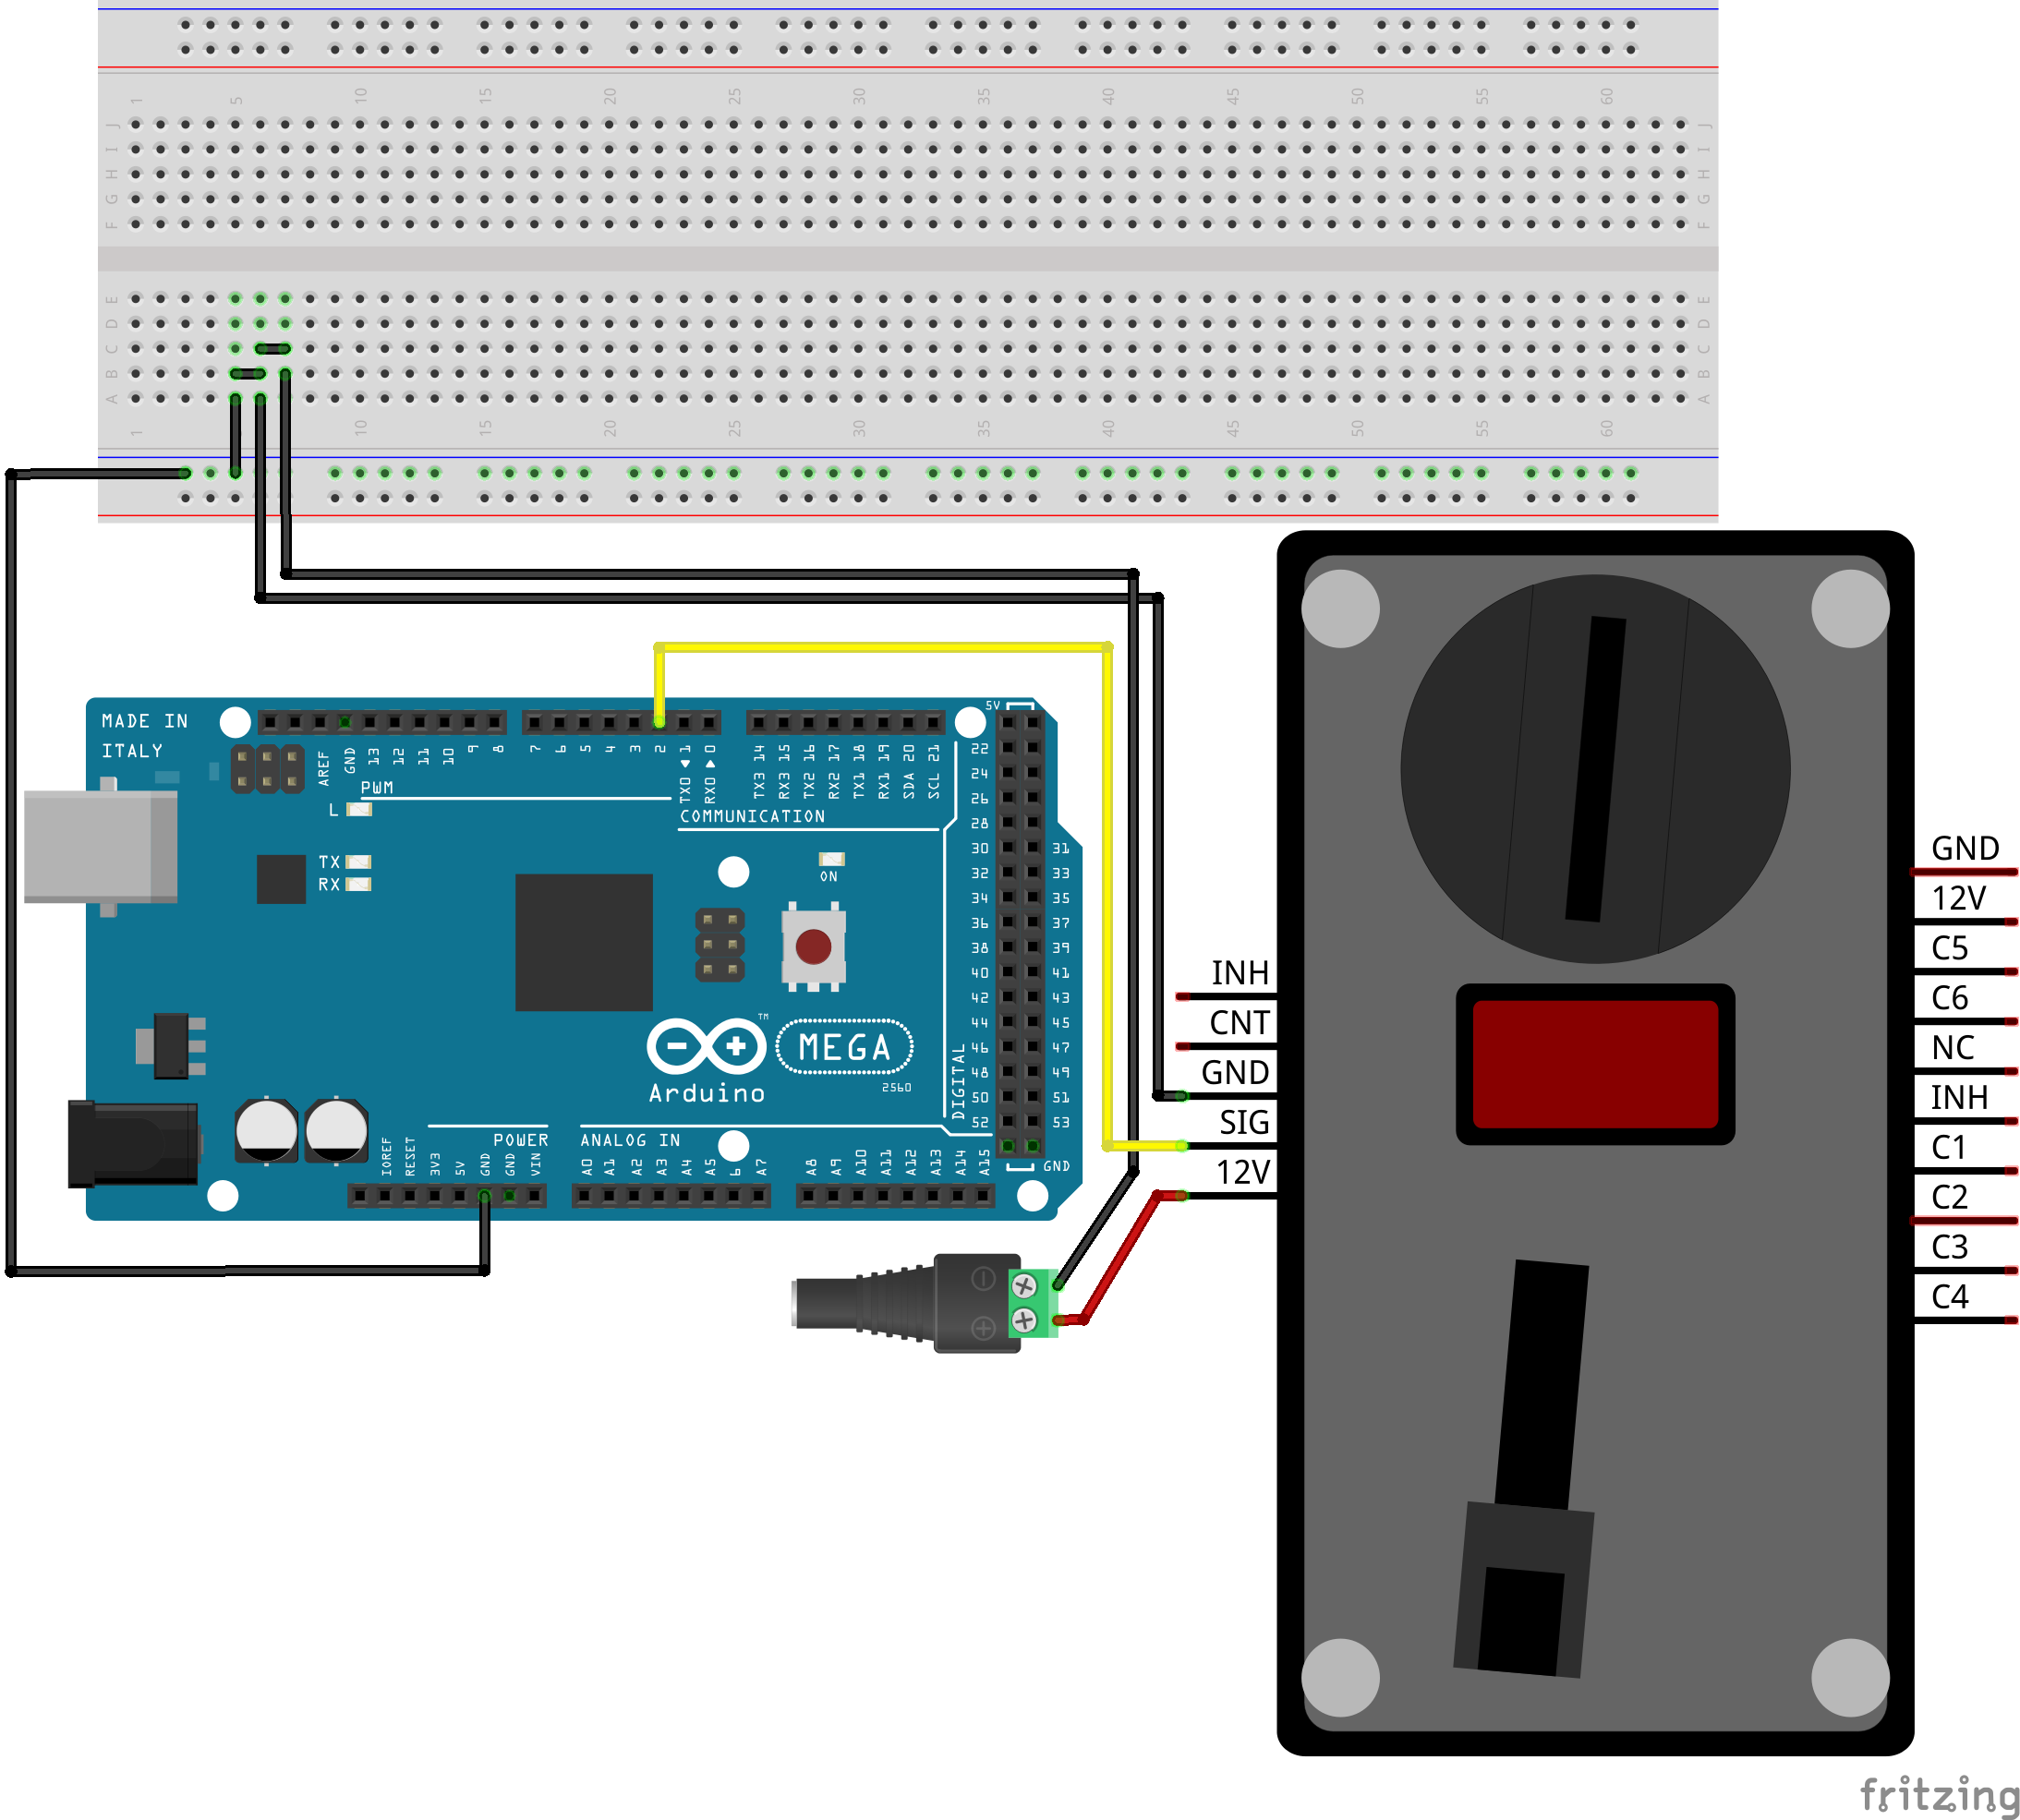 1 5 10 15 20 25 30 35 40 45 50 55 60
J J
I I
H H
G G
F F
E E
D D
C C
B B
A A
1 10 15 20 25 30 35 40 45 50 55 60
MADE IN
ITALY
AREF GND 13 12 11 10 9 8 7 6 5 4 3 2 TX0 1 RX0 0 TX3 14 RX3 15 TX2 16 RX2 17 TX1 18 RX1 19 SDA 20 SCL 21
5V
PWM
L
COMMUNICATION
TX
RX
ON
22
24
26
28
30 31
32 33
34 35
36 37
38 39
40 41
42 43
44 45
46 47
48 49
50 51
52 53
GND
DIGITAL
TM
MEGA
Arduino
2560
POWER
ANALOG IN
IOREF RESET 3V3 5V GND GND VIN A0 A1 A2 A3 A4 A5 6 A7 A8 A9 A10 A11 A12 A13 A14 A15
INH
CNT
GND
SIG
12V
GND
12V
C5
C6
NC
INH
C1
C2
C3
C4
fritzing